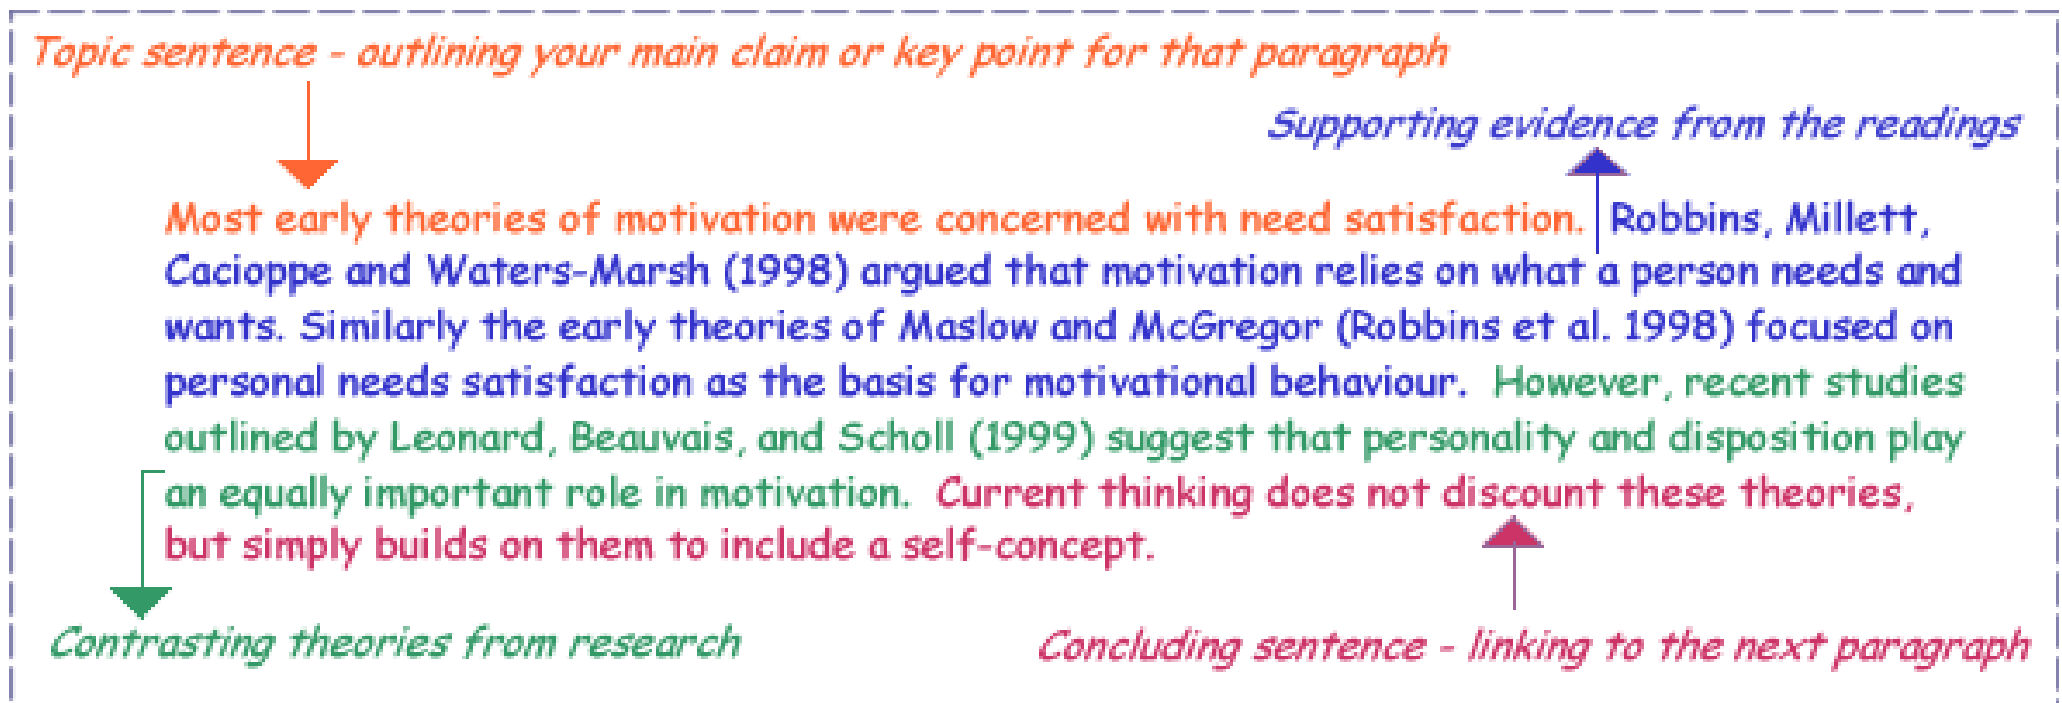 Topic sentence - outlining your main claim or key point for that paragraph
Supporting evidence from the readings
Most early theories of motivation were concerned with need satisfaction. Robbins, Millett,
Cacioppe and Waters-Marsh (1998) argued that motivation relies on what a person needs and
wants. Similarly the early theories of Maslow and McGregor (Robbins et al. 1998) focused on
personal needs satisfaction as the basis for motivational behaviour. However, recent studies
outlined by Leonard, Beauvais, and Scholl (1999) suggest that personality and disposition play
an equally important role in motivation. Current thinking does not discount these theories,
but simply builds on them to include a self-concept.
Contrasting theories from research
Concluding sentence - linking to the next paragraph